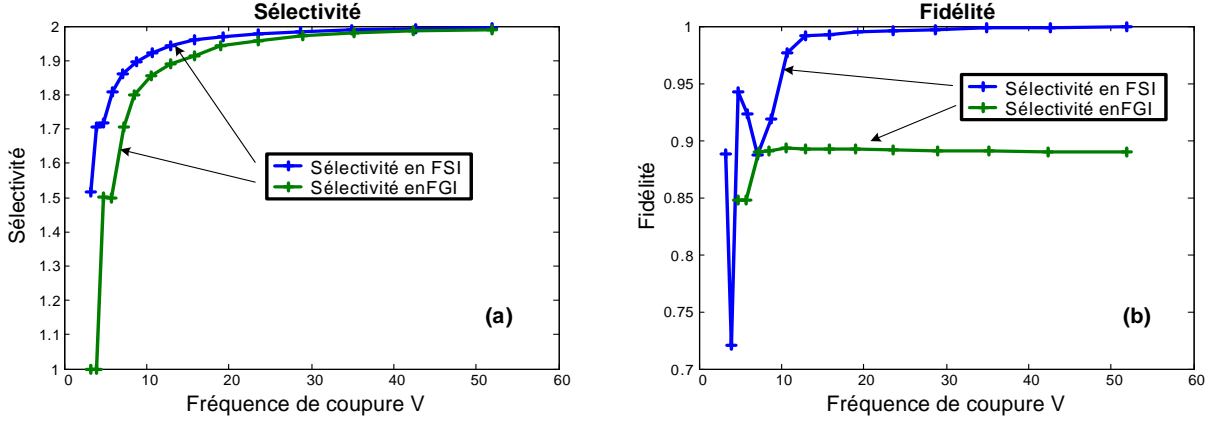 Sélectivité
2
1.9
1.8
1.7
1.6
1.5
1.4
1.3
1.2
1.1
1
Sélectivité
Sélectivité en FSI
Sélectivité enFGI
(a)
0
10
20
30
40
50
60
Fréquence de coupure V
Fidélité
1
0.95
0.9
0.85
0.8
0.75
0.7
Fidélité
Sélectivité en FSI
Sélectivité enFGI
(b)
0
10
20
30
40
50
60
Fréquence de coupure V